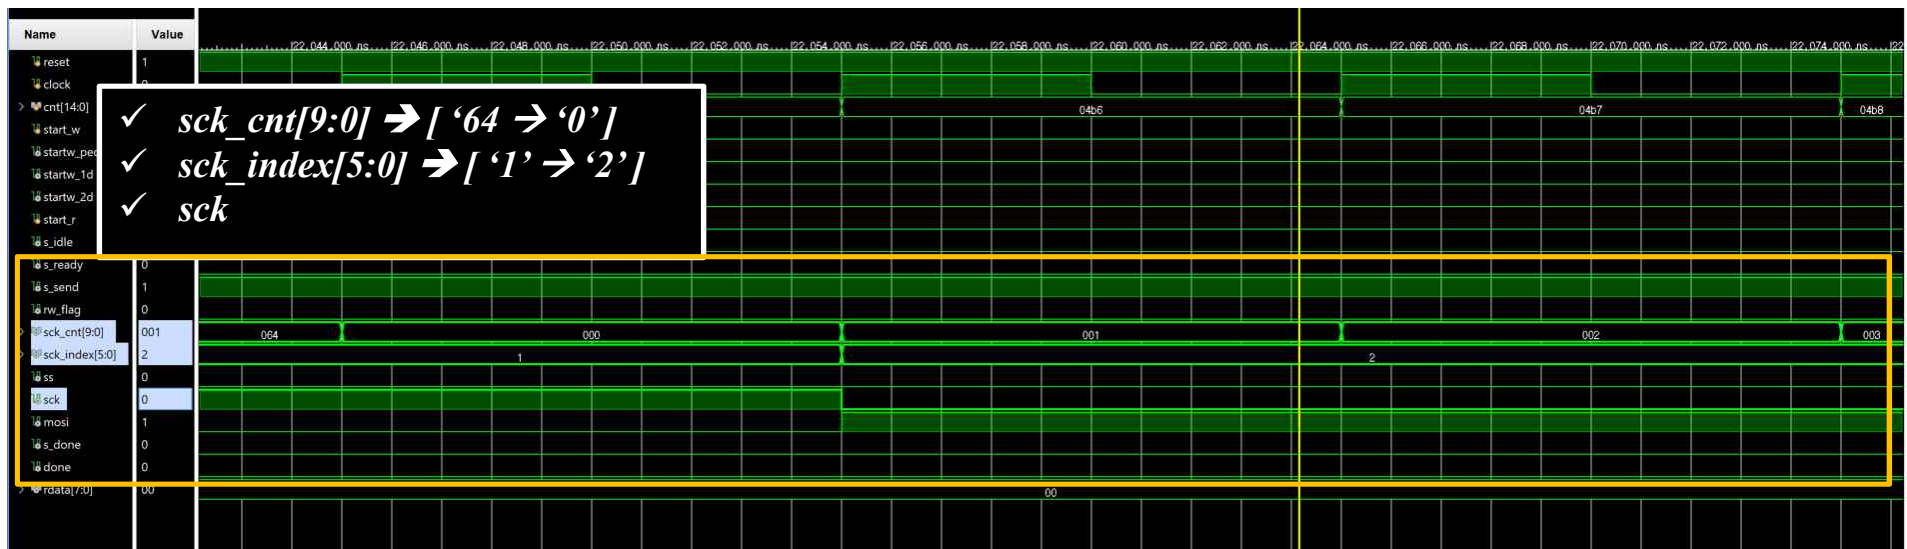 Name Value
22,044.000 ns 22,046.000 ns 22,048.000 ns 22,050.000 ns 22,052.000 ns 22,054.000 ns 22,056.000 ns 22,058.000 ns 22,060.000 ns 22,062.000 ns 22,064.000 ns 22,066.000 ns 22,068.000 ns 22,070.000 ns 22,072.000 ns 22,074.000 ns 22
reset 1
clock
cnt[14:0] 04b6 04b7 04b8
start_w
startw_1d
startw_2d
start_r
s_idle
✓ sck_cnt[9:0] ➔ [ ‘64 → ‘0’ ]
✓ sck_index[5:0] ➔ [ ‘1’ → ‘2’ ]
✓ sck
s_ready 0
s_send 1
rw_flag 0
sck_cnt[9:0] 001 064 000 001 002 003
sck_index[5:0] 2 1 2
ss 0
sck 0
mosi 1
s_done 0
done 0
rdata[7:0] 00 00